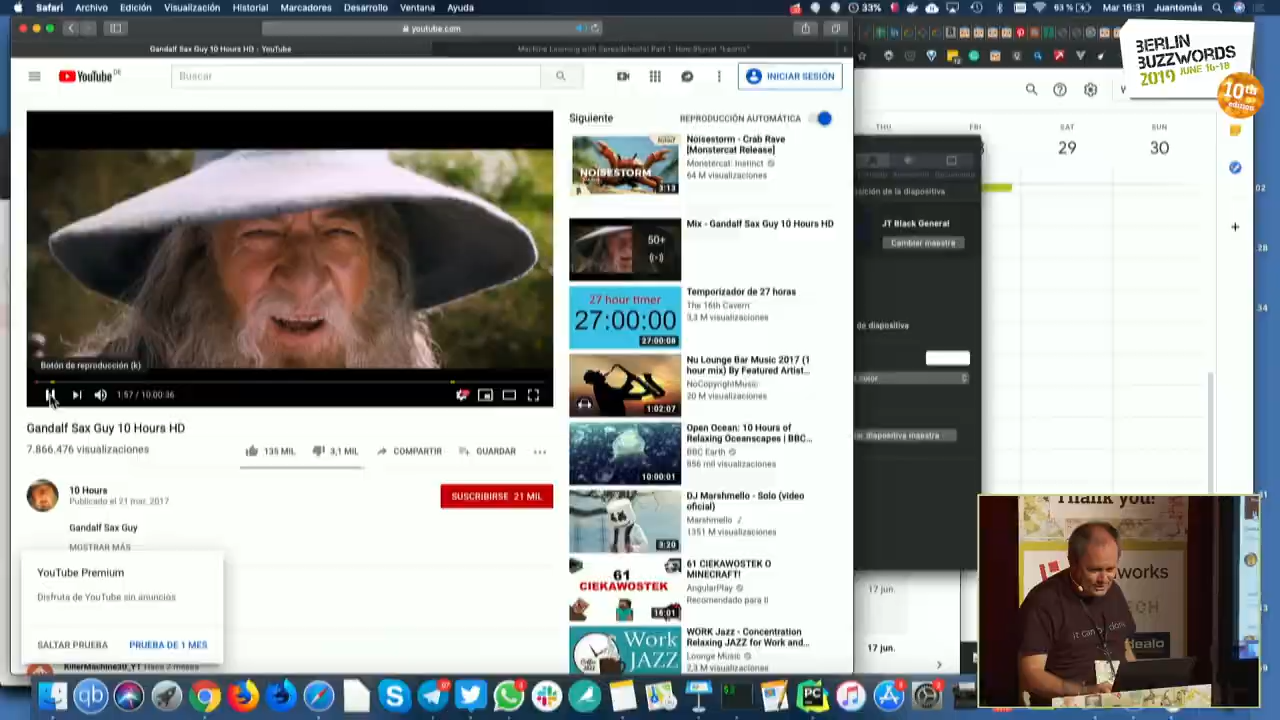 Safari Archivo Edición Visualización Historial Marcadores Desarrollo Ventana Ayuda
33% Mar 16:31 Juantomás
youtube.com
Gandalf Sax Guy 10 Hours HD : YouTube
BERLIN
BUZZWORDS
2019 JUNE 16-18
10th
edition
YouTube DE
Buscar
INICIAR SESIÓN
Siguiente
REPRODUCCIÓN AUTOMÁTICA
Noisestorm - Crab Rave
[Monstercat Release]
Monstercat: Instinct
64 M visualizaciones
NOISESTORM
3:13
Mix - Gandalf Sax Guy 10 Hours HD
50+
27 hour timer
27:00:00
27:00:08
Temporizador de 27 horas
The 16th Cavern
3,3 M visualizaciones
Nu Lounge Bar Music 2017 (1
hour mix) By Featured Artist...
NoCopyrightMusic
20 M visualizaciones
1:02:07
Open Ocean: 10 Hours of
Relaxing Oceanscapes | BBC...
BBC Earth
856 mil visualizaciones
10:00:01
DJ Marshmello - Solo (video
oficial)
Marshmello
1351 M visualizaciones
3:20
61
CIEKAWOSTEK
16:01
61 CIEKAWOSTEK O
MINECRAFT!
AngularPlay
Recomendado para ti
Work
JAZZ
WORK Jazz - Concentration
Relaxing JAZZ for Work and...
Lounge Music
2,3 M visualizaciones
Botón de reproducción (k)
1:57 / 10:00:36
Gandalf Sax Guy 10 Hours HD
7.866.476 visualizaciones
135 MIL 3,1 MIL COMPARTIR GUARDAR
10 Hours
Publicado el 21 mar. 2017
SUSCRIBIRSE 21 MIL
Gandalf Sax Guy
MOSTRAR MÁS
YouTube Premium
Disfruta de YouTube sin anuncios
SALTAR PRUEBA PRUEBA DE 1 MES
THU FRI SAT SUN
29 30
JT Black General
Cambiar maestra
de diapositiva
17 jun.
17 jun.
Thank you!
works
idealo